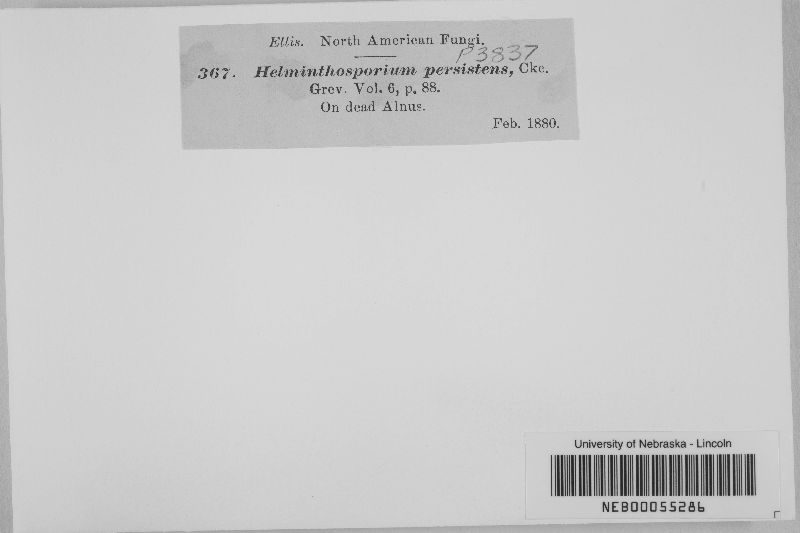 Ellis. North American Fungi.
P3837
367. Helminthosporium persistens, Cke.
Grev. Vol. 6, p. 88.
On dead Alnus.
Feb. 1880.
University of Nebraska - Lincoln
NEB00055286